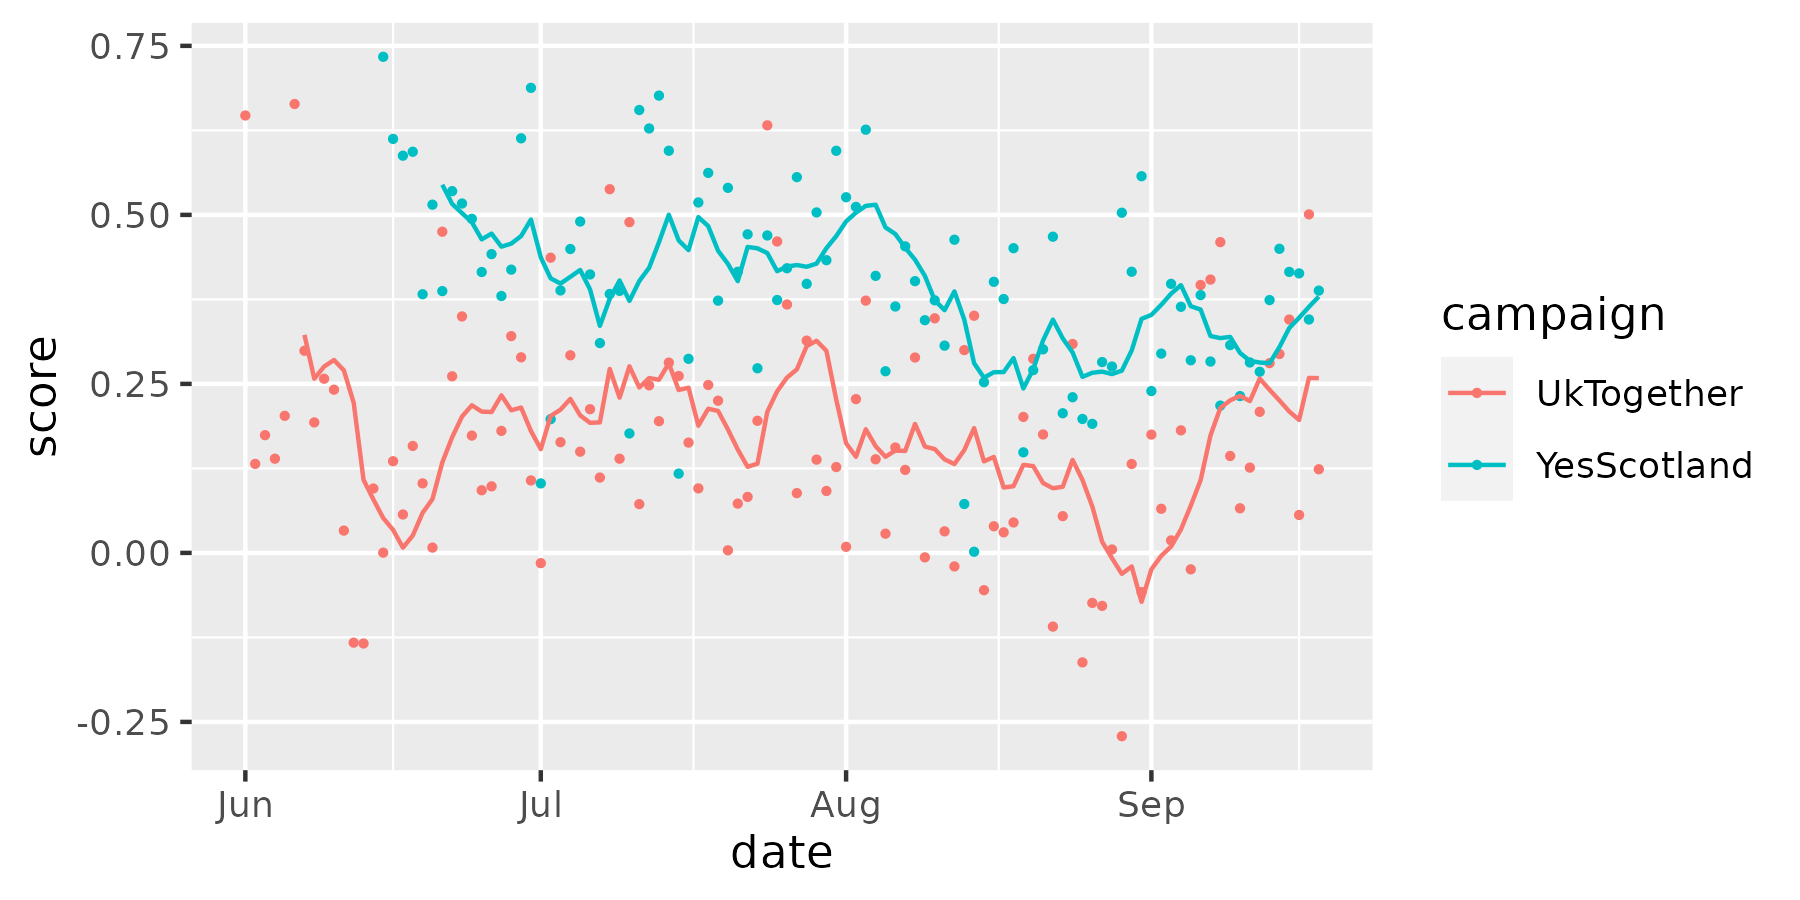 0.75
0.50
0.25
0.00
-0.25
score
Jun
Jul
Aug
Sep
date
campaign
UkTogether
YesScotland